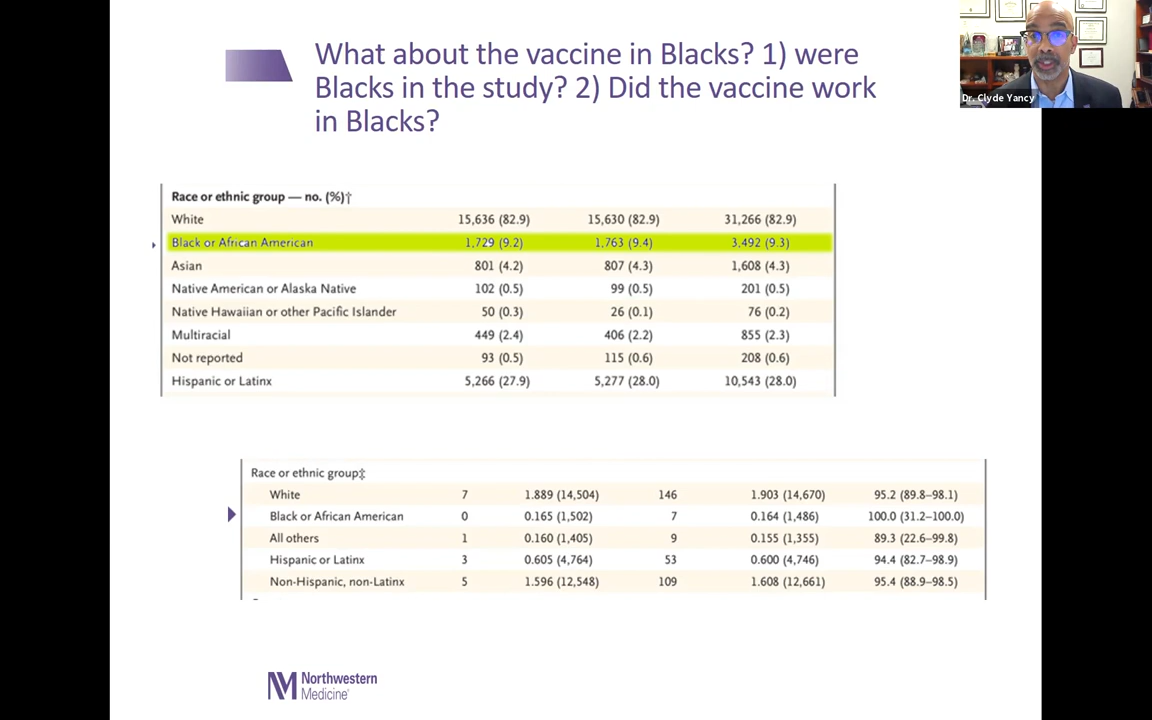 What about the vaccine in Blacks? 1) were
Blacks in the study? 2) Did the vaccine work
in Blacks?
Dr. Clyde Yancy
Race or ethnic group — no. (%)†
White 15,636 (82.9) 15,630 (82.9) 31,266 (82.9)
Black or African American 1,729 (9.2) 1,763 (9.4) 3,492 (9.3)
Asian 801 (4.2) 807 (4.3) 1,608 (4.3)
Native American or Alaska Native 102 (0.5) 99 (0.5) 201 (0.5)
Native Hawaiian or other Pacific Islander 50 (0.3) 26 (0.1) 76 (0.2)
Multiracial 449 (2.4) 406 (2.2) 855 (2.3)
Not reported 93 (0.5) 115 (0.6) 208 (0.6)
Hispanic or Latinx 5,266 (27.9) 5,277 (28.0) 10,543 (28.0)
Race or ethnic group‡
White 7 1.889 (14,504) 146 1.903 (14,670) 95.2 (89.8–98.1)
Black or African American 0 0.165 (1,502) 7 0.164 (1,486) 100.0 (31.2–100.0)
All others 1 0.160 (1,405) 9 0.155 (1,355) 89.3 (22.6–99.8)
Hispanic or Latinx 3 0.605 (4,764) 53 0.600 (4,746) 94.4 (82.7–98.9)
Non-Hispanic, non-Latinx 5 1.596 (12,548) 109 1.608 (12,661) 95.4 (88.9–98.5)
NM Northwestern
Medicine®